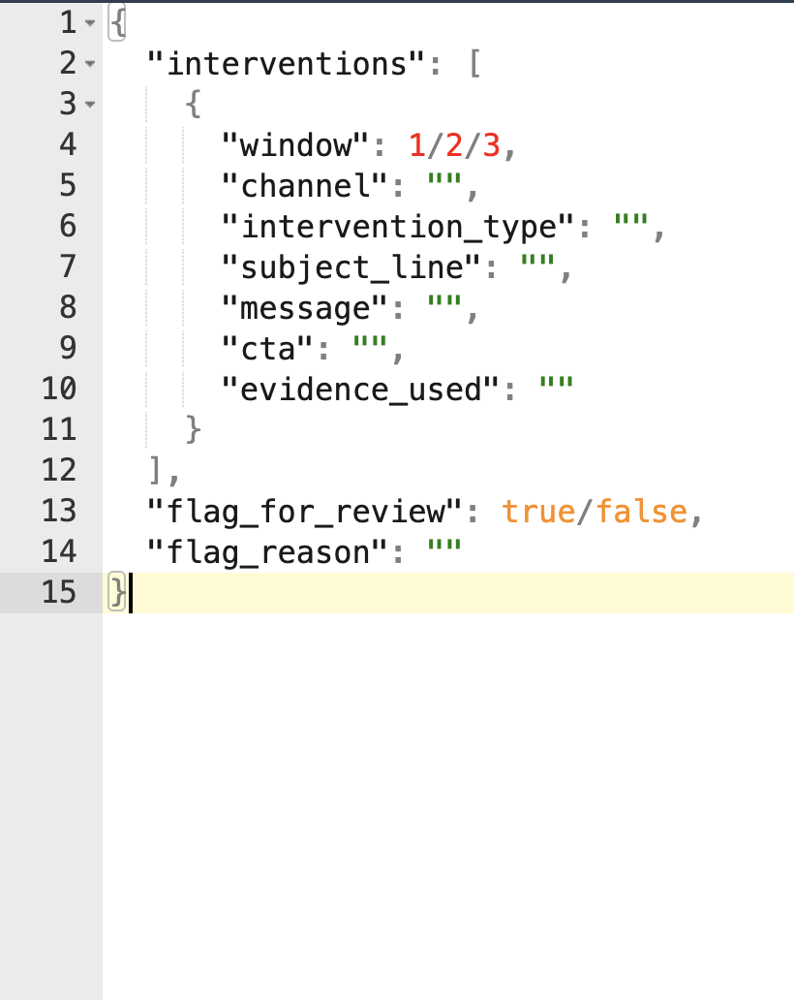 1 {
2 "interventions": [
3 {
4 "window": 1/2/3,
5 "channel": "",
6 "intervention_type": "",
7 "subject_line": "",
8 "message": "",
9 "cta": "",
10 "evidence_used": ""
11 }
12 ],
13 "flag_for_review": true/false,
14 "flag_reason": ""
15 }